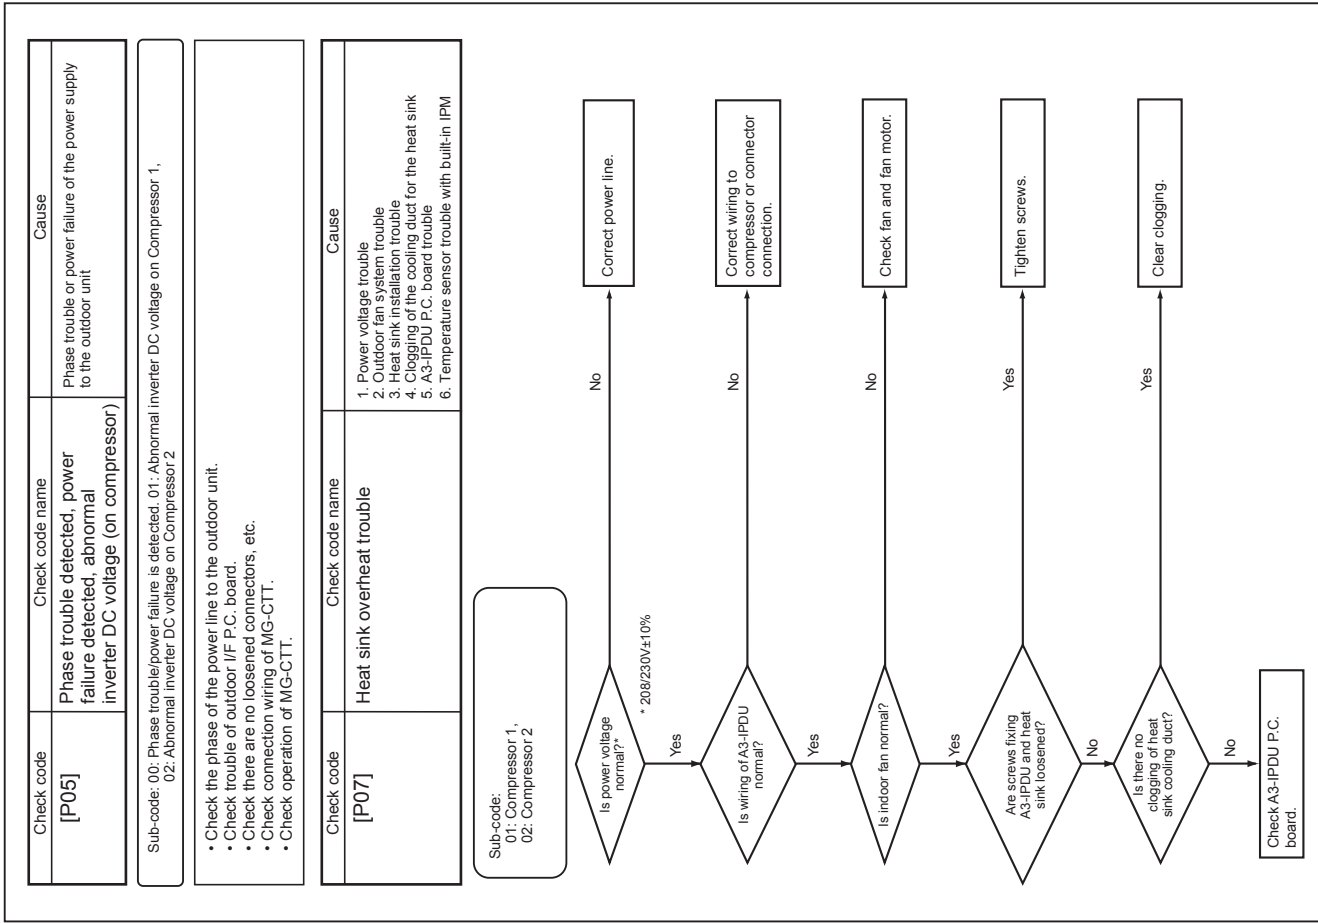 Check code
Check code name
Cause
[P05]
Phase trouble detected, power
failure detected, abnormal
inverter DC voltage (on compressor)
Phase trouble or power failure of the power supply
to the outdoor unit
Sub-code: 00: Phase trouble/power failure is detected. 01: Abnormal inverter DC voltage on Compressor 1,
02: Abnormal inverter DC voltage on Compressor 2
• Check the phase of the power line to the outdoor unit.
• Check trouble of outdoor I/F P.C. board.
• Check there are no loosened connectors, etc.
• Check connection wiring of MG-CTT.
• Check operation of MG-CTT.
Check code
Check code name
Cause
[P07]
Heat sink overheat trouble
1. Power voltage trouble
2. Outdoor fan system trouble
3. Heat sink installation trouble
4. Clogging of the cooling duct for the heat sink
5. A3-IPDU P.C. board trouble
6. Temperature sensor trouble with built-in IPM
Sub-code:
01: Compressor 1,
02: Compressor 2
Is power voltage
normal?*
No
Correct power line.
* 208/230V±10%
Yes
Is wiring of A3-IPDU
normal?
No
Correct wiring to
compressor or connector
connection.
Yes
Is indoor fan normal?
No
Check fan and fan motor.
Yes
Are screws fixing
A3-IPDU and heat
sink loosened?
Yes
Tighten screws.
No
Is there no
clogging of heat
sink cooling duct?
Yes
Clear clogging.
No
Check A3-IPDU P.C.
board.